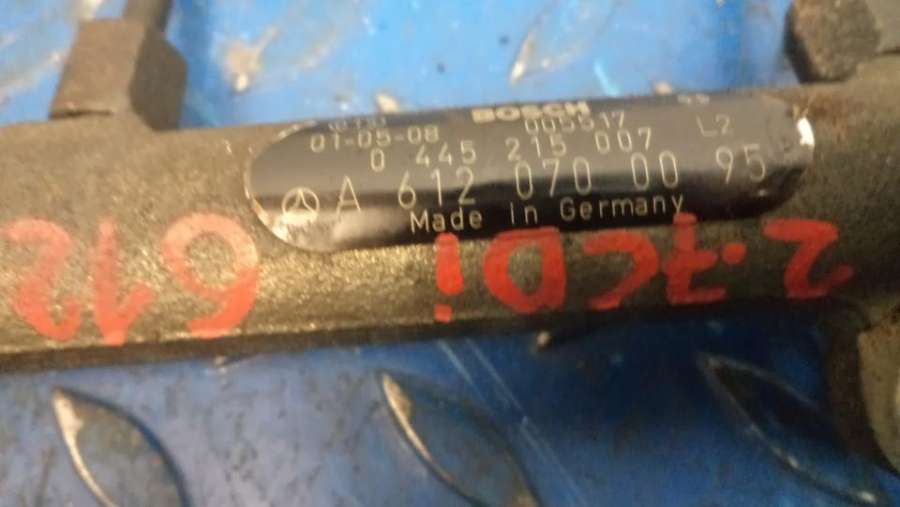 BOSCH
01-05-08 005517
0 445 215 007 L2
A 612 070 00 95
Made in Germany
2.7CDi 612